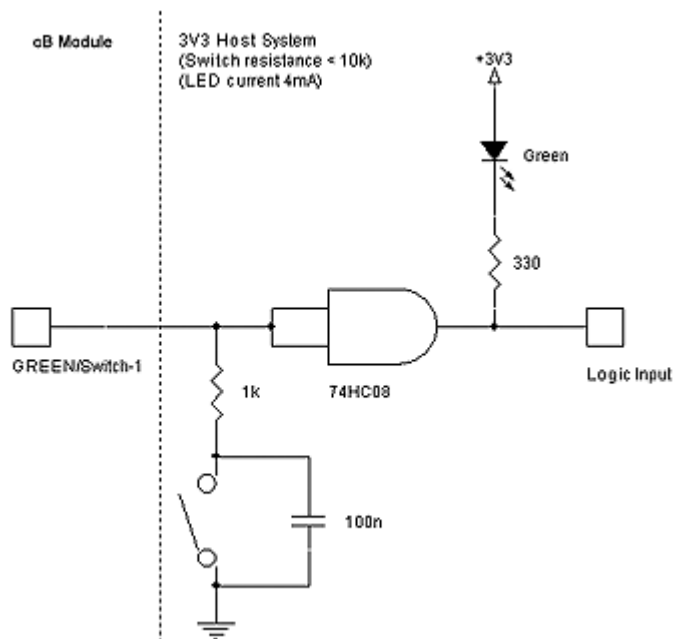 cB Module
3V3 Host System
(Switch resistance < 10k)
(LED current 4mA)
+3V3
Green
330
GREEN/Switch-1
1k
74HC08
Logic Input
100n